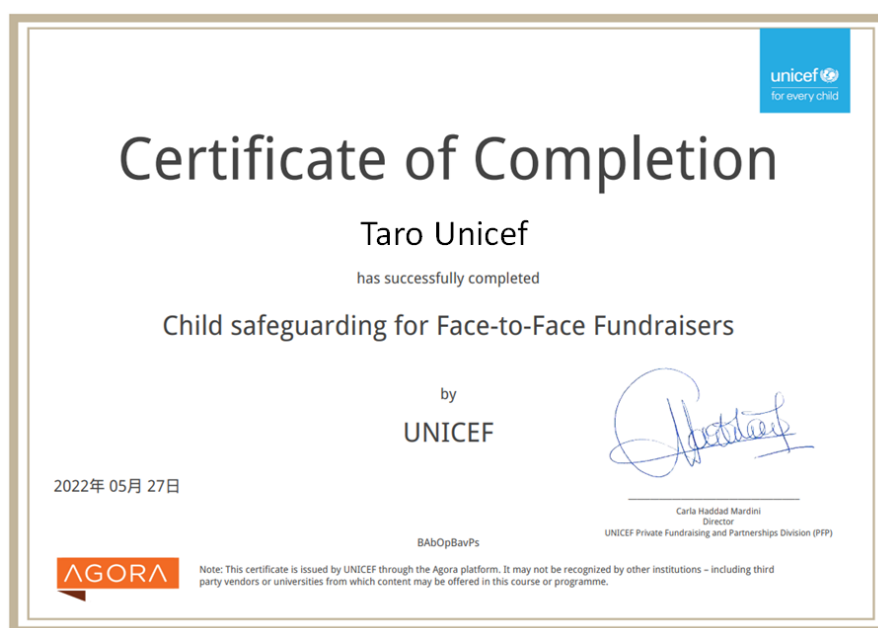 unicef
for every child
Certificate of Completion
Taro Unicef
has successfully completed
Child safeguarding for Face-to-Face Fundraisers
by
UNICEF
2022年 05月 27日
Carla Haddad Mardini
Director
UNICEF Private Fundraising and Partnerships Division (PFP)
BAbOpBavPs
AGORA
Note: This certificate is issued by UNICEF through the Agora platform. It may not be recognized by other institutions – including third
party vendors or universities from which content may be offered in this course or programme.